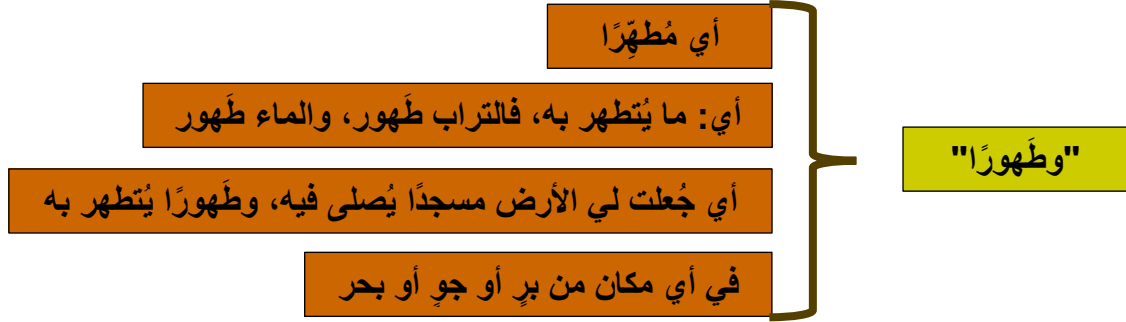 "وطَهورًا"
أي مُطهِّرًا
أي: ما يُتطهر به، فالتراب طَهور، والماء طَهور
أي جُعلت لي الأرض مسجدًا يُصلى فيه، وطَهورًا يُتطهر به
في أي مكان من برٍ أو جوٍ أو بحر